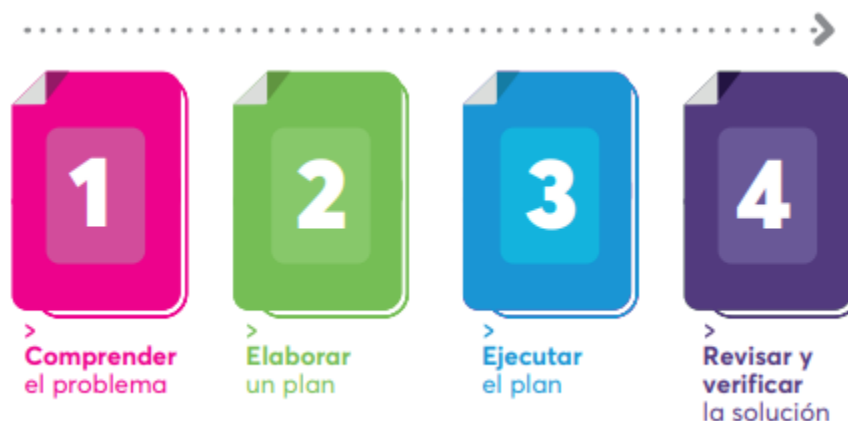 1
2
3
4
>
Comprender
el problema
>
Elaborar
un plan
>
Ejecutar
el plan
>
Revisar y
verificar
la solución